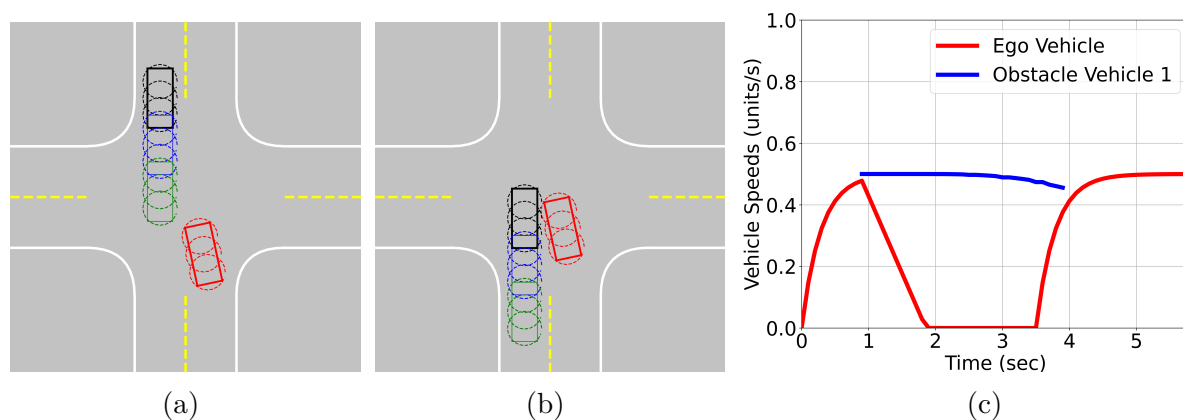 1.0
0.8
0.6
0.4
0.2
0.0
Vehicle Speeds (units/s)
Ego Vehicle
Obstacle Vehicle 1
0 1 2 3 4 5
Time (sec)
(a) (b) (c)